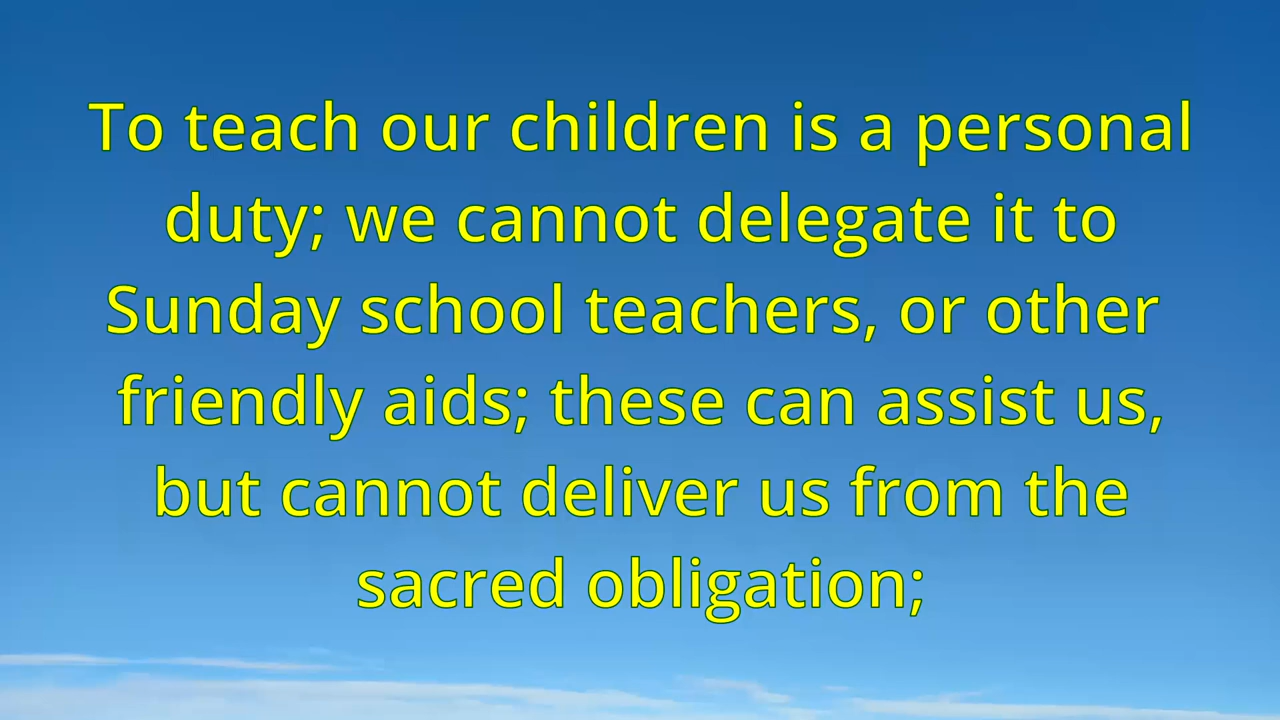 To teach our children is a personal
duty; we cannot delegate it to
Sunday school teachers, or other
friendly aids; these can assist us,
but cannot deliver us from the
sacred obligation;